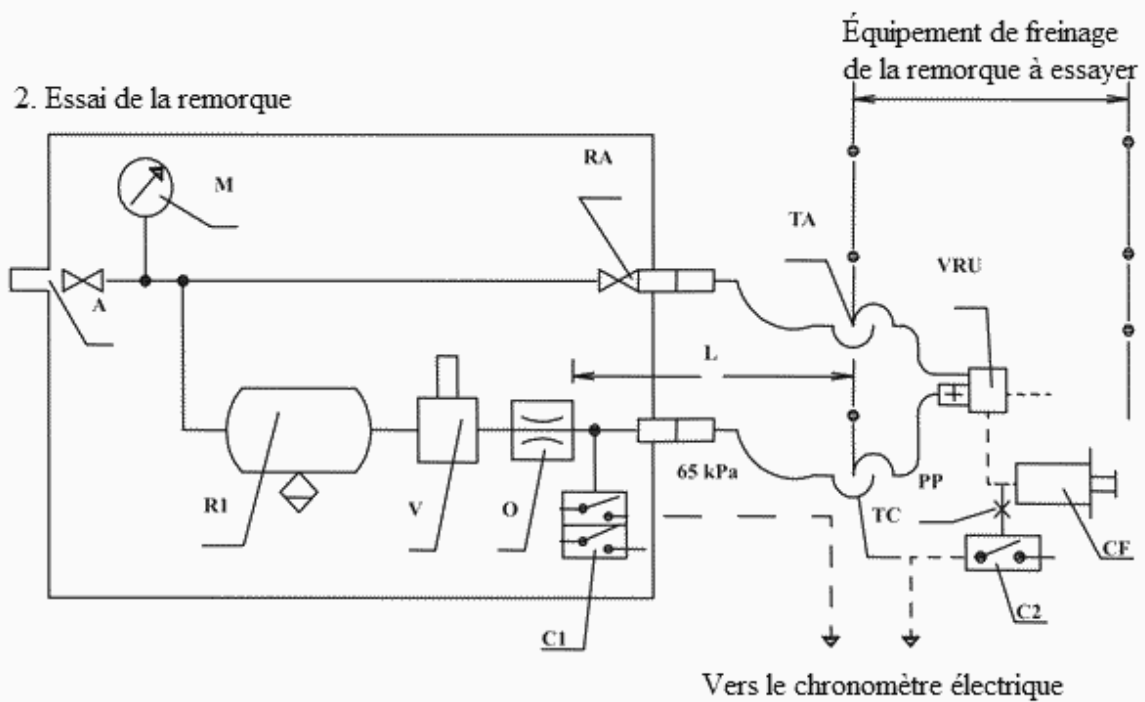 Équipement de freinage
de la remorque à essayer
2. Essai de la remorque
M
RA
TA
VRU
A
L
65 kPa
PP
R1
V
O
TC
CF
C1
C2
Vers le chronomètre électrique